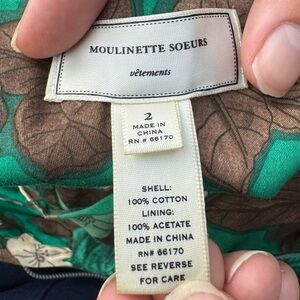 MOULINETTE SOEURS
vêtements
2
MADE IN
CHINA
RN # 66170
SHELL:
100% COTTON
LINING:
100% ACETATE
MADE IN CHINA
RN# 66170
SEE REVERSE
FOR CARE